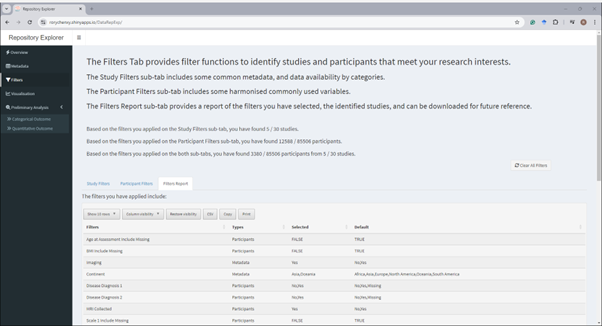 Repository Explorer
rocychensy.shinyapps.io/DataRepExp/
Repository Explorer
Overview
Metadata
Filters
Visualisation
Preliminary Analysis
Categorical Outcome
Quantitative Outcome
The Filters Tab provides filter functions to identify studies and participants that meet your research interests.
The Study Filters sub-tab includes some common metadata, and data availability by categories.
The Participant Filters sub-tab includes some harmonised commonly used variables.
The Filters Report sub-tab provides a report of the filters you have selected, the identified studies, and can be downloaded for future reference.
Based on the filters you applied on the Study Filters sub-tab, you have found 5 / 30 studies.
Based on the filters you applied on the Participant Filters sub-tab, you have found 12566 / 85506 participants.
Based on the filters you applied on the both sub-tabs, you have found 3360 / 85506 participants from 5 / 30 studies.
Clear All Filters
Study Filters Participant Filters Filters Report
The filters you have applied include:
Show 10 rows Column visibility Restore visibility CSV Copy Print
Filters Types Selected Default
Age at Assessment Include Missing Participants FALSE TRUE
BMI Include Missing Participants FALSE TRUE
Imaging Metadata Yes No,Yes
Continent Metadata Asia,Oceania Africa,Asia,Europe,North America,Oceania,South America
Disease Diagnosis 1 Participants No,Yes No,Yes,Missing
Disease Diagnosis 2 Participants No,Yes No,Yes,Missing
MRI Collected Participants Yes No,Yes
Scale 1 Include Missing Participants FALSE TRUE